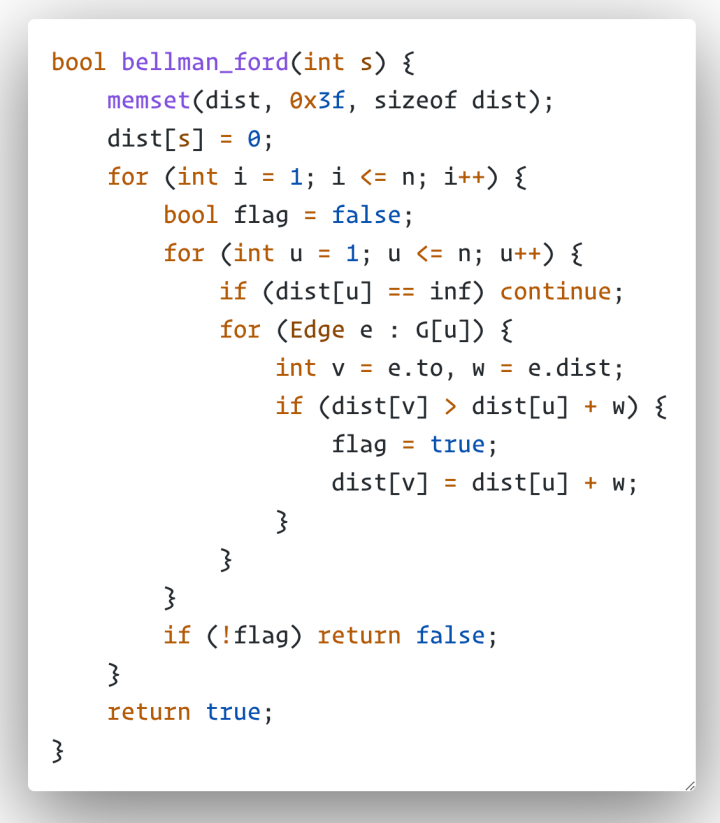 bool bellman_ford(int s) {
    memset(dist, 0x3f, sizeof dist);
    dist[s] = 0;
    for (int i = 1; i <= n; i++) {
        bool flag = false;
        for (int u = 1; u <= n; u++) {
            if (dist[u] == inf) continue;
            for (Edge e : G[u]) {
                int v = e.to, w = e.dist;
                if (dist[v] > dist[u] + w) {
                    flag = true;
                    dist[v] = dist[u] + w;
                }
            }
        }
        if (!flag) return false;
    }
    return true;
}